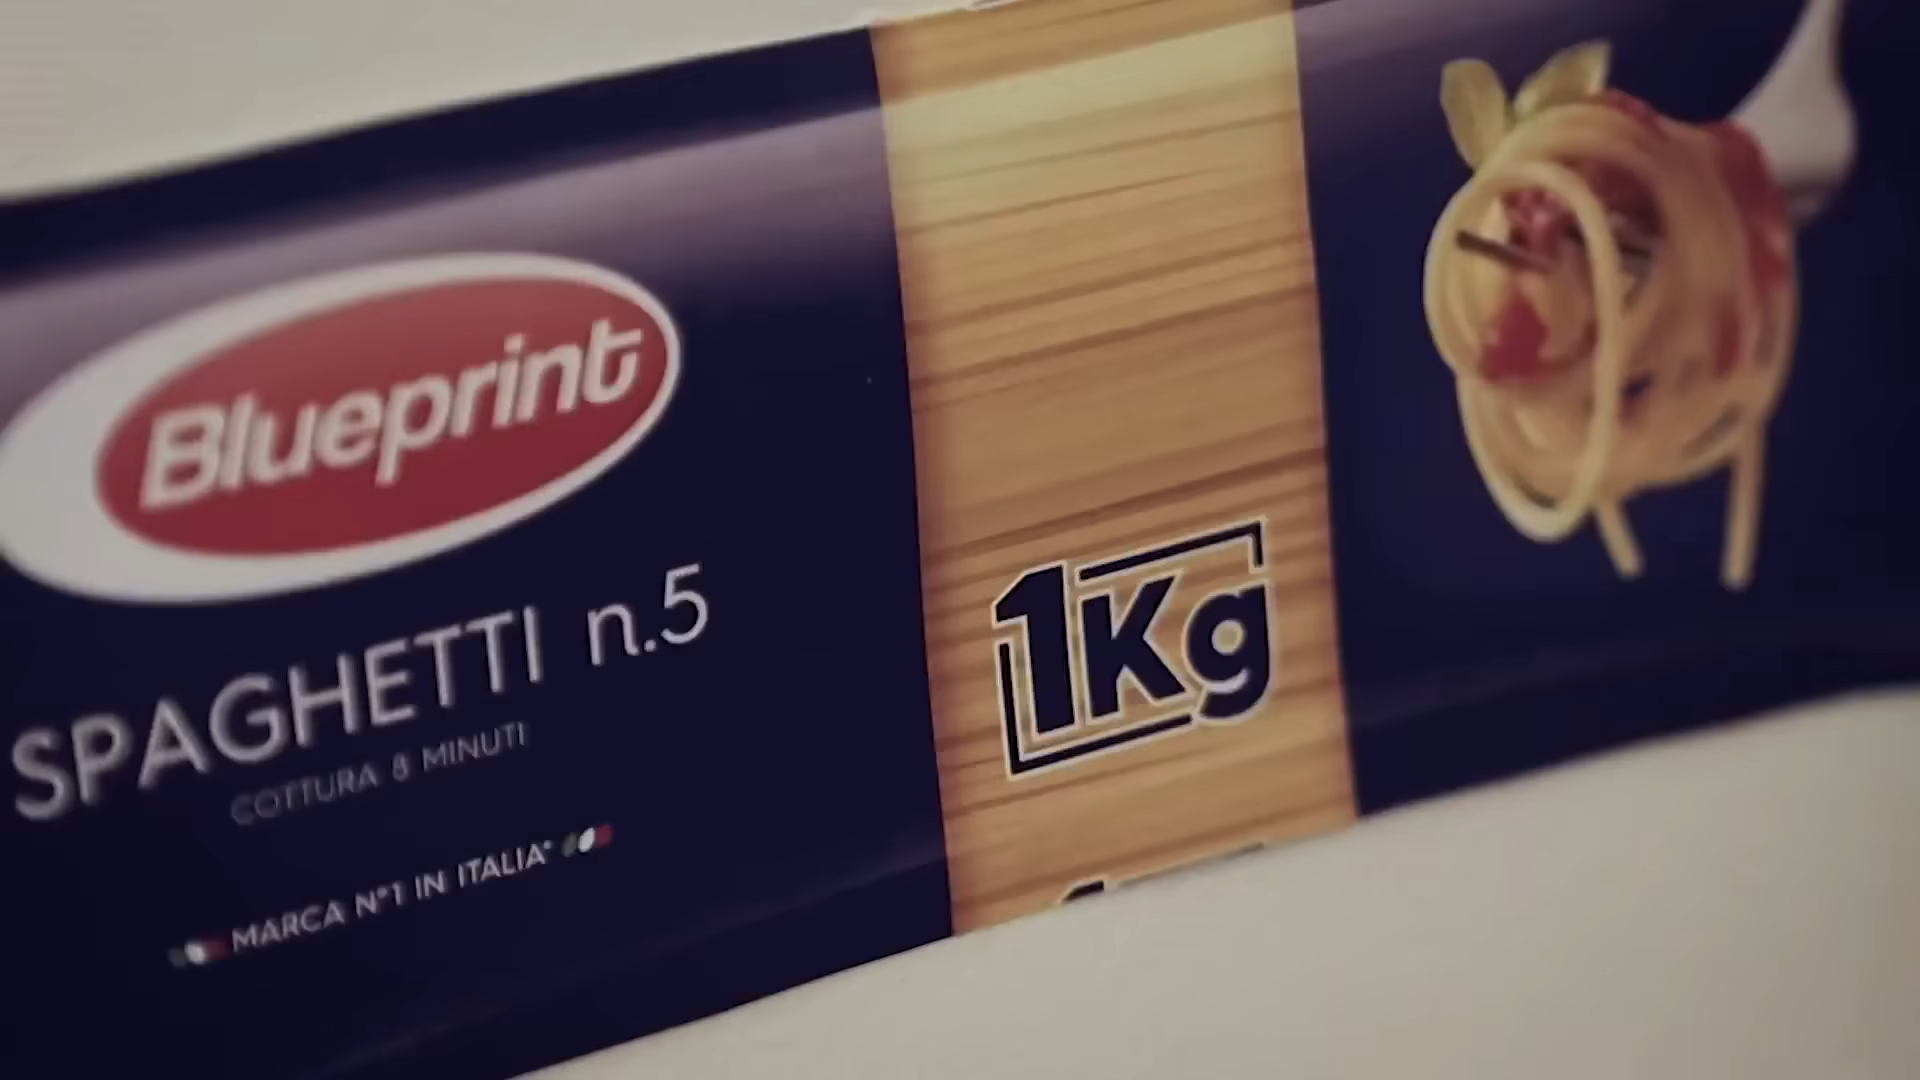 Blueprint
SPAGHETTI n.5
COTTURA 8 MINUTI
MARCA N°1 IN ITALIA*
1Kg